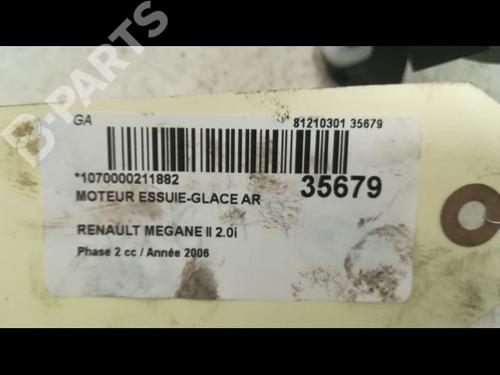 B-PARTS
GA
81210301 35679
*1070000211882
35679
MOTEUR ESSUIE-GLACE AR
RENAULT MEGANE II 2.0i
Phase 2 cc / Année 2006